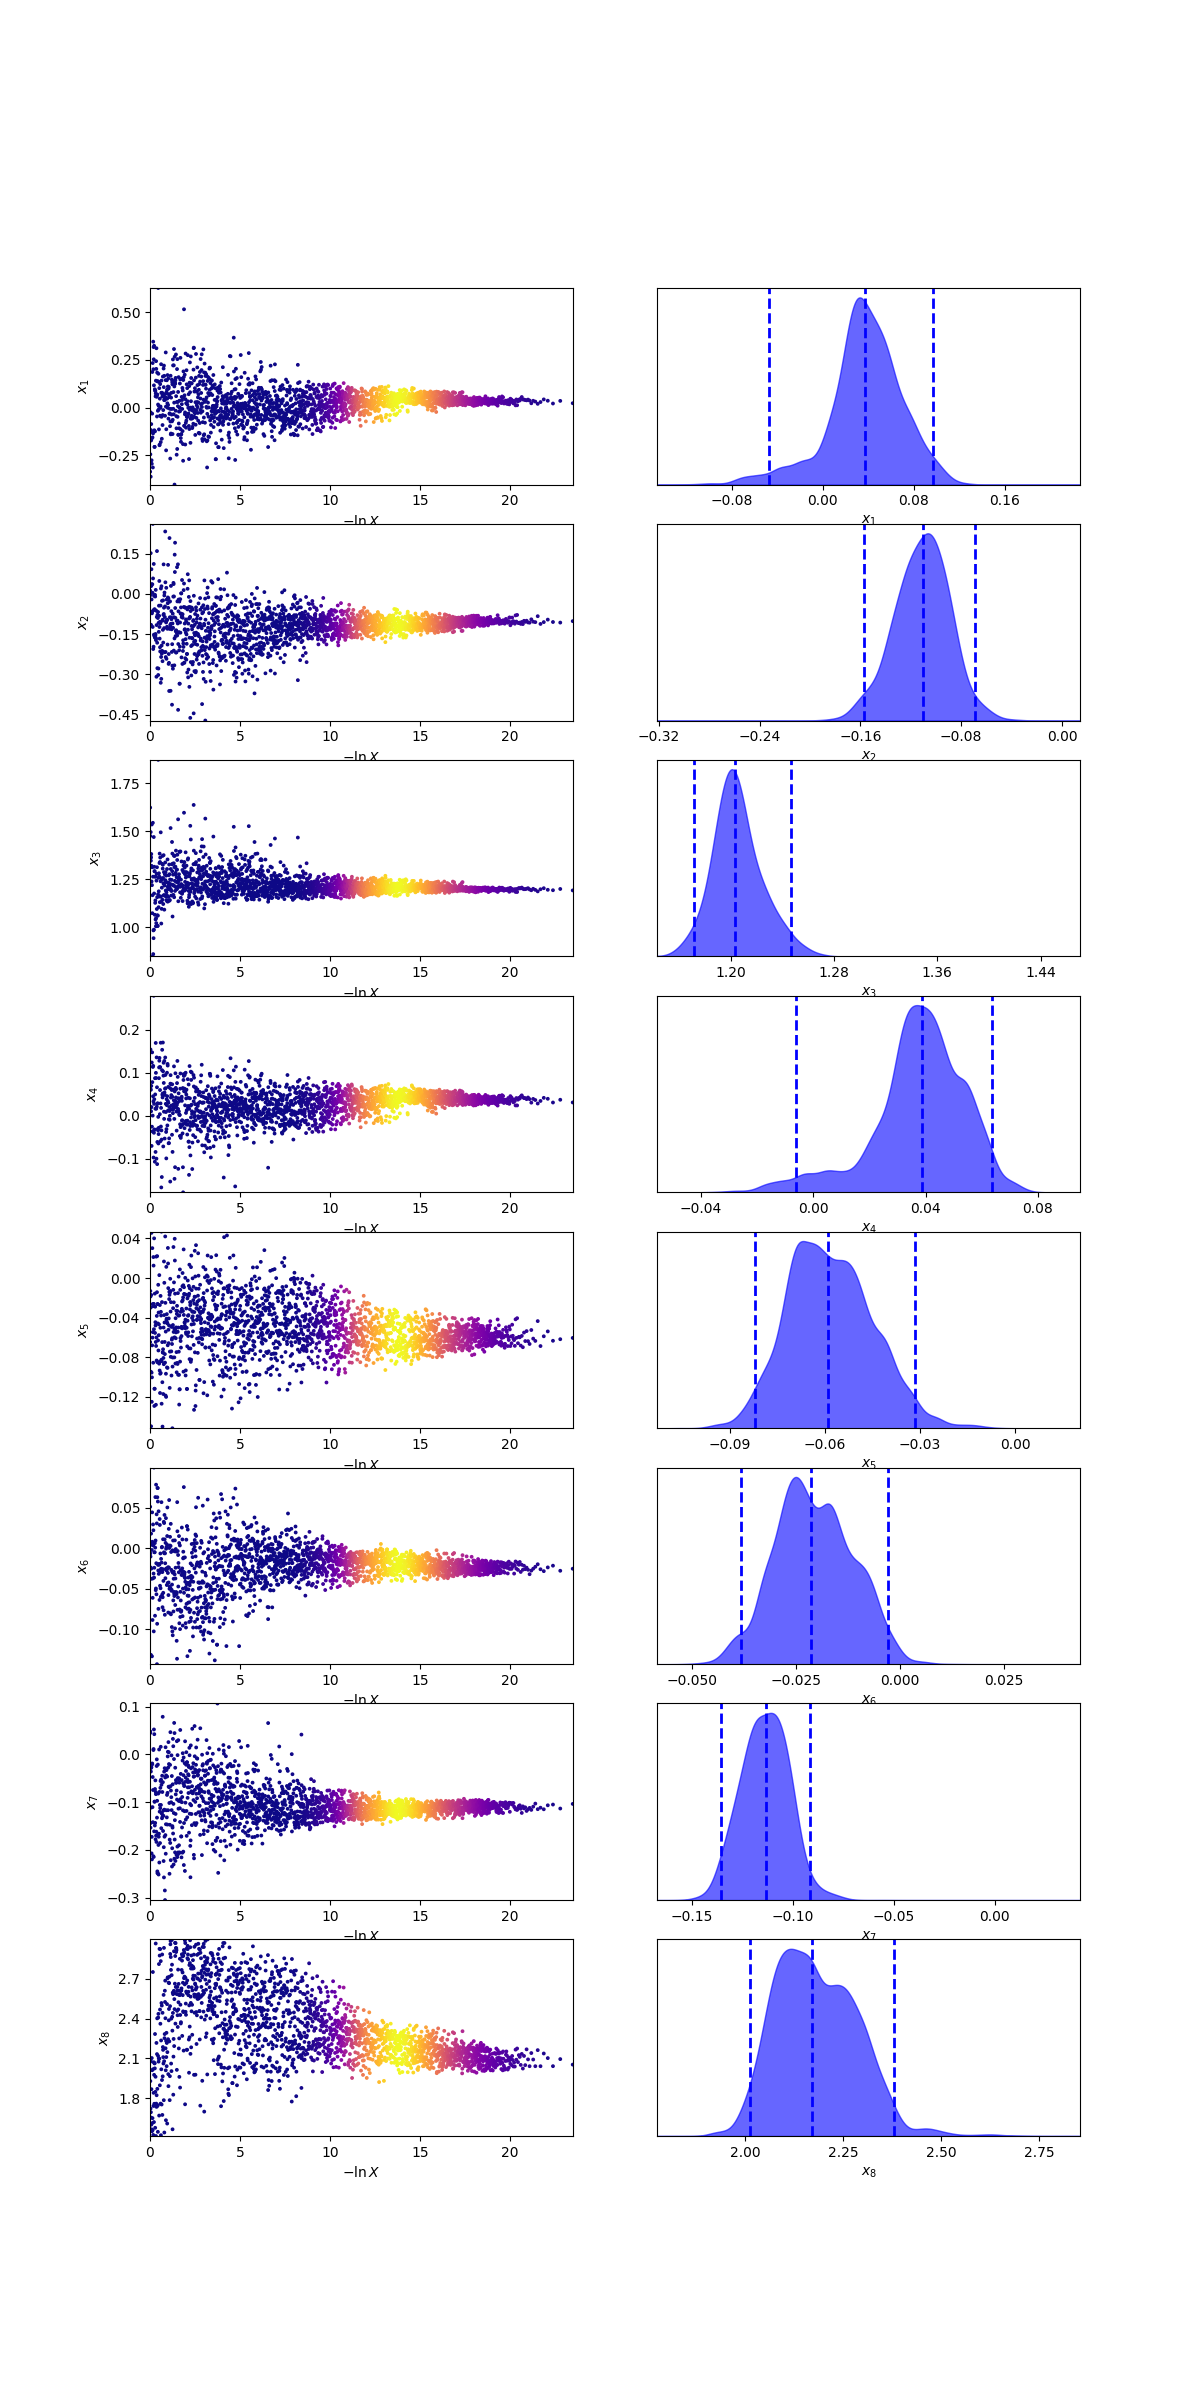 0.50
0.25
0.00
−0.25
x₁
0 5 10 15 20
−ln X
−0.08 0.00 0.08 0.16
x₁
0.15
0.00
−0.15
−0.30
−0.45
x₂
0 5 10 15 20
−ln X
−0.32 −0.24 −0.16 −0.08 0.00
x₂
1.75
1.50
1.25
1.00
x₃
0 5 10 15 20
−ln X
1.20 1.28 1.36 1.44
x₃
0.2
0.1
0.0
−0.1
x₄
0 5 10 15 20
−ln X
−0.04 0.00 0.04 0.08
x₄
0.04
0.00
−0.04
−0.08
−0.12
x₅
0 5 10 15 20
−ln X
−0.09 −0.06 −0.03 0.00
x₅
0.05
0.00
−0.05
−0.10
x₆
0 5 10 15 20
−ln X
−0.050 −0.025 0.000 0.025
x₆
0.1
0.0
−0.1
−0.2
−0.3
x₇
0 5 10 15 20
−ln X
−0.15 −0.10 −0.05 0.00
x₇
2.7
2.4
2.1
1.8
x₈
0 5 10 15 20
−ln X
2.00 2.25 2.50 2.75
x₈